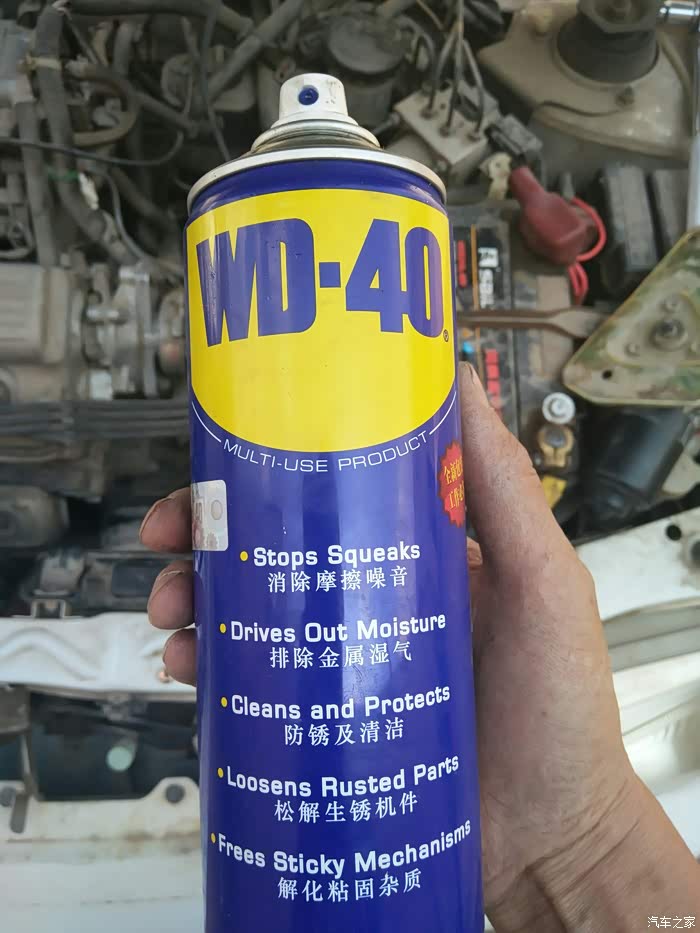 WD-40
MULTI-USE PRODUCT
Stops Squeaks
消除摩擦噪音
Drives Out Moisture
排除金属湿气
Cleans and Protects
防锈及清洁
Loosens Rusted Parts
松解生锈机件
Frees Sticky Mechanisms
解化粘固杂质
汽车之家